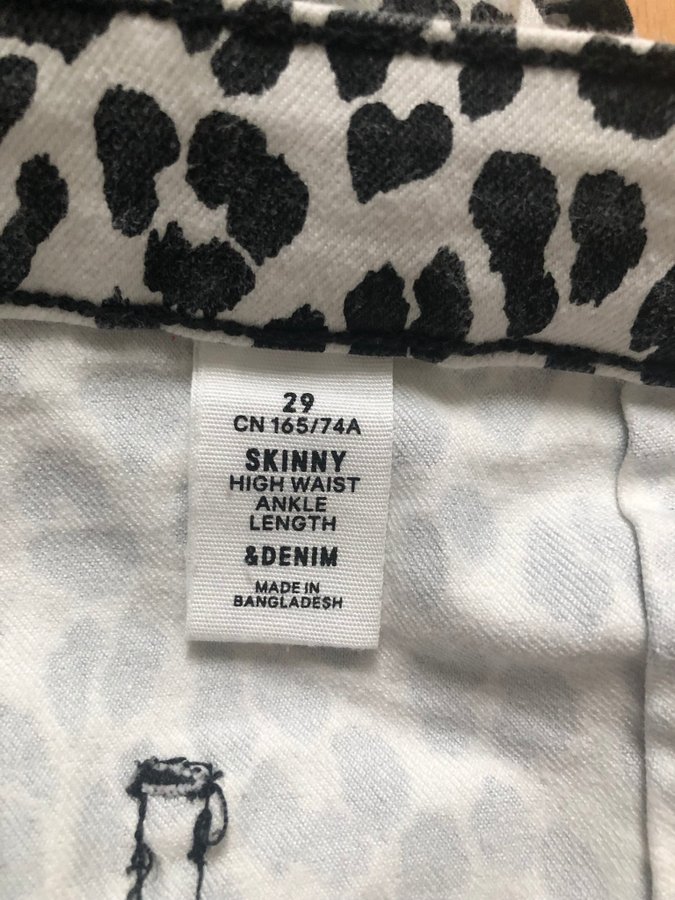 29
CN 165/74A
SKINNY
HIGH WAIST
ANKLE
LENGTH
&DENIM
MADE IN
BANGLADESH